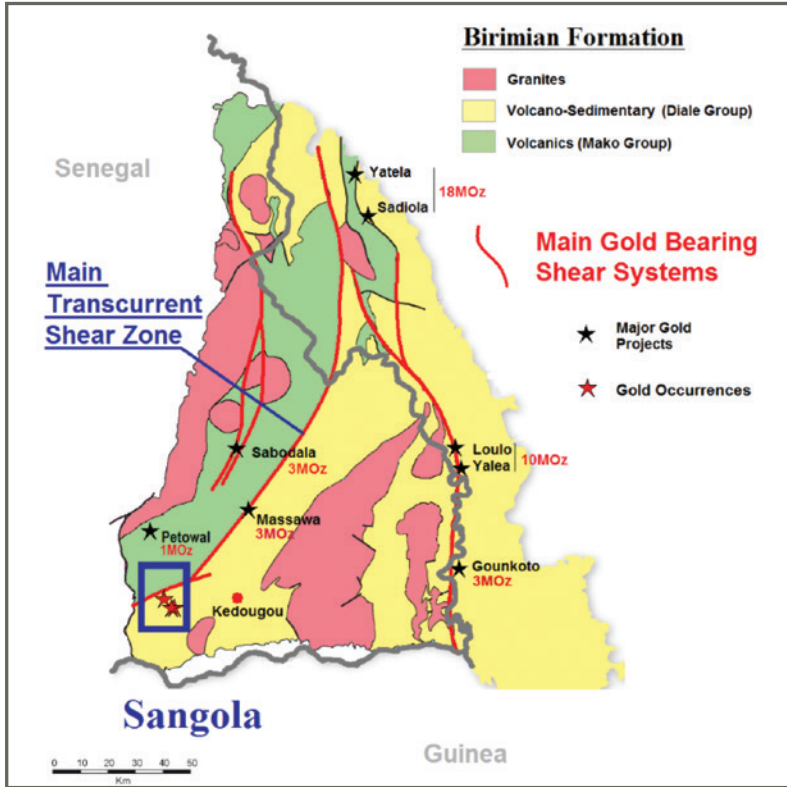 Birimian Formation
Granites
Volcano-Sedimentary (Diale Group)
Volcanics (Mako Group)
Senegal
Yatela
18MOz
Sadiola
Main Gold Bearing
Shear Systems
Main
Transcurrent
Shear Zone
Major Gold
Projects
Gold Occurrences
Sabodala
3MOz
Loulo
Yalea
10MOz
Massawa
3MOz
Petowal
1MOz
Gounkoto
3MOz
Kedougou
Sangola
Guinea
0 10 20 30 40 50
Km